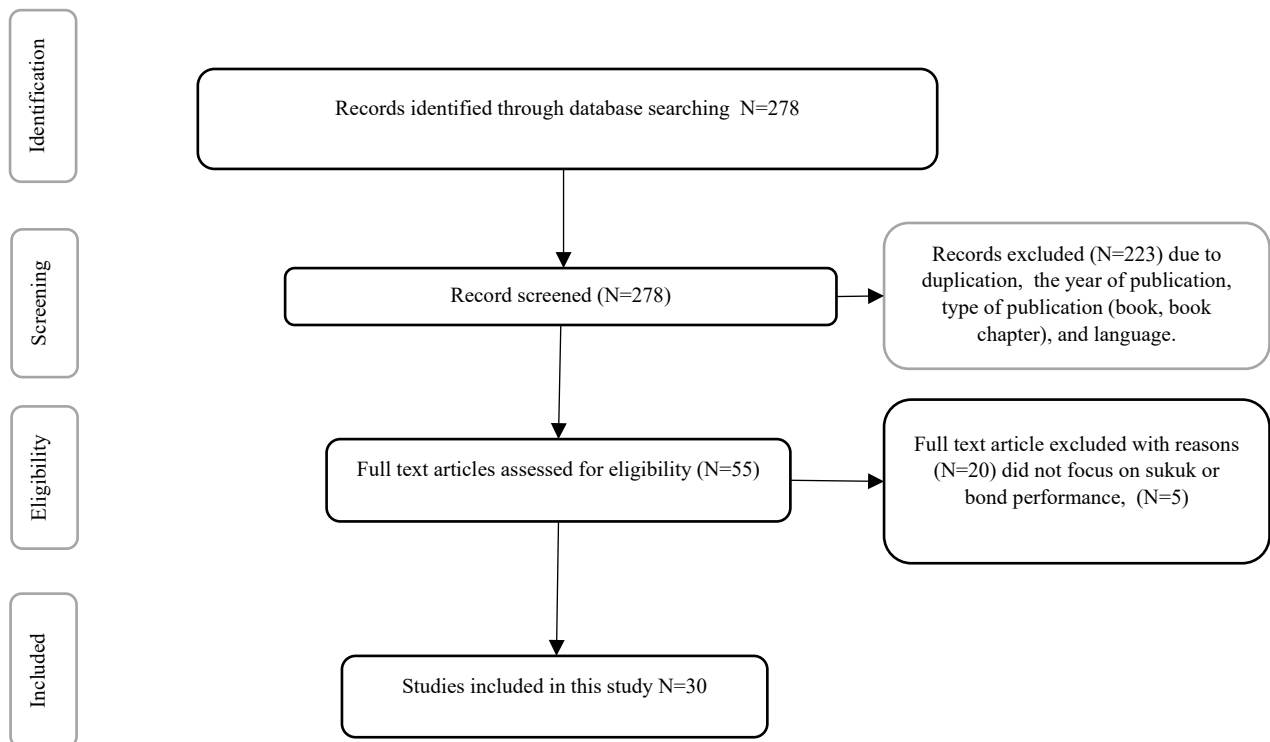 Identification
Records identified through database searching N=278
Screening
Record screened (N=278)
Records excluded (N=223) due to
duplication, the year of publication,
type of publication (book, book
chapter), and language.
Eligibility
Full text articles assessed for eligibility (N=55)
Full text article excluded with reasons
(N=20) did not focus on sukuk or
bond performance, (N=5)
Included
Studies included in this study N=30